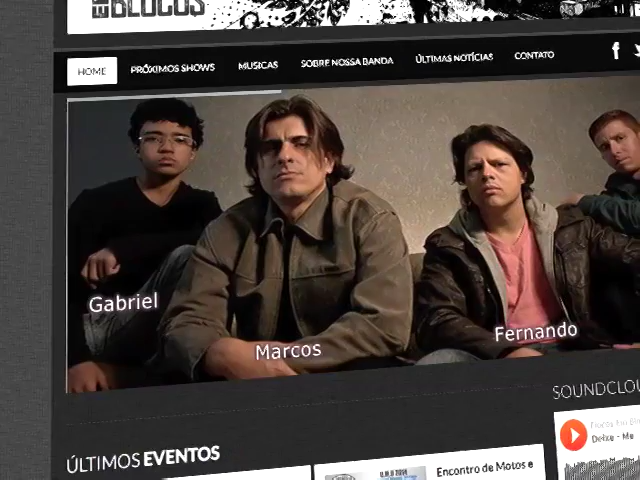 BLOCOS
HOME PRÓXIMOS SHOWS MUSICAS SOBRE NOSSA BANDA ÚLTIMAS NOTÍCIAS CONTATO f
Gabriel
Marcos
Fernando
SOUNDCLOU
ÚLTIMOS EVENTOS
Deixe - Me
Encontro de Motos e